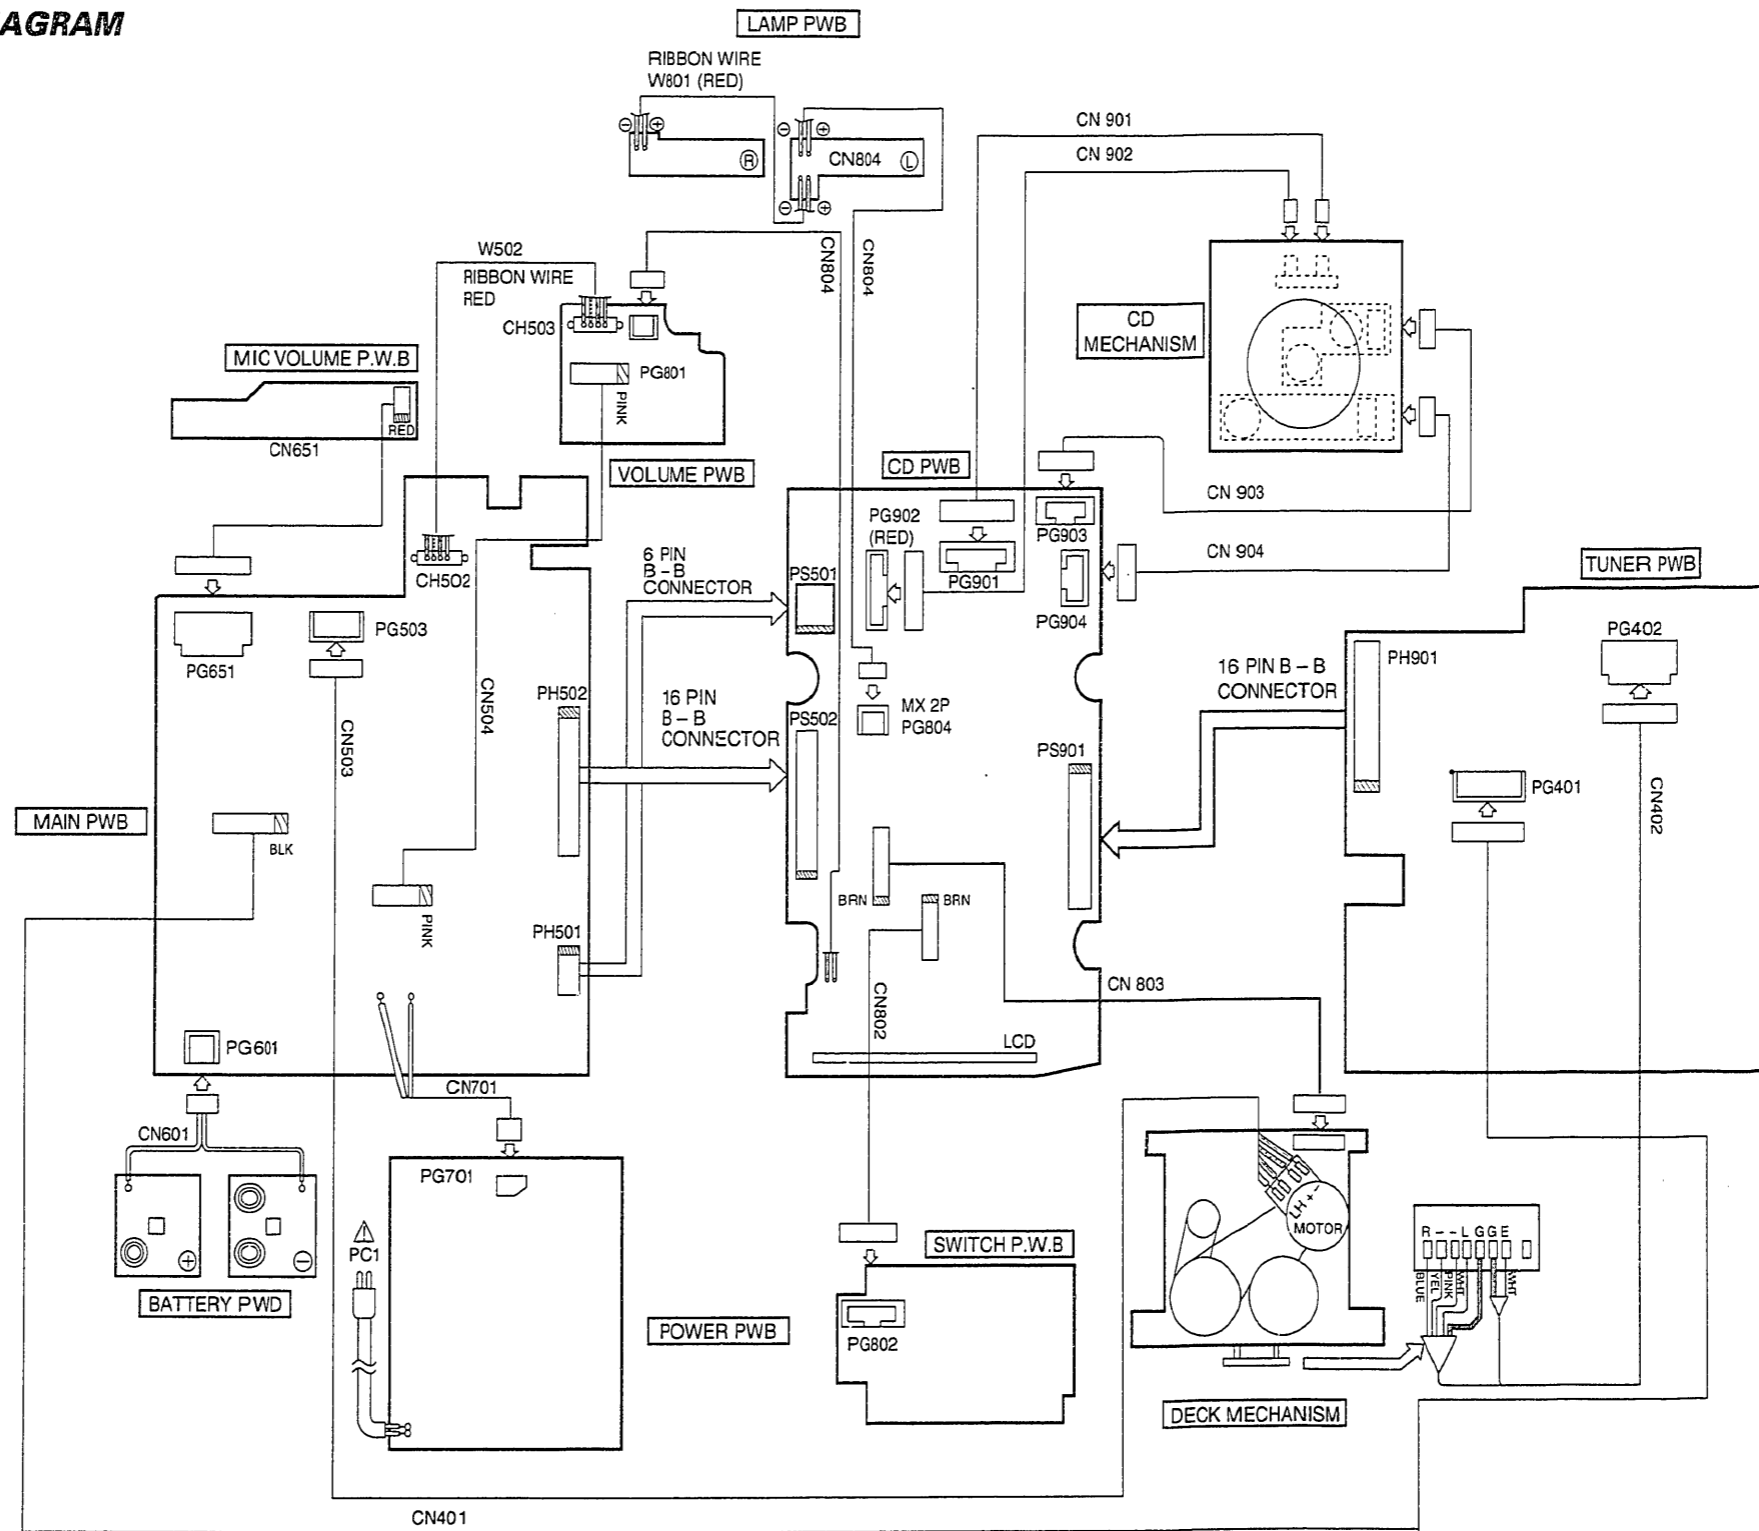 AGRAM
LAMP PWB
RIBBON WIRE
W801 (RED)
⊖ ⊕
Ⓡ
⊖ ⊕
CN804 Ⓛ
⊖ ⊕
CN 901
CN 902
W502
RIBBON WIRE
RED
CH503
CN804
CN804
CD
MECHANISM
MIC VOLUME P.W.B
RED
CN651
PG801
PINK
VOLUME PWB
CD PWB
CN 903
CN 904
TUNER PWB
PG902
(RED)
PG901
PG903
PG904
CH502
6 PIN
B – B
CONNECTOR
PS501
PG651
PG503
PG402
PH901
16 PIN B – B
CONNECTOR
CN504
PH502
16 PIN
B – B
CONNECTOR
PS502
MX 2P
PG804
PS901
CN503
PG401
CN402
MAIN PWB
BLK
PINK
BRN
BRN
PH501
CN802
CN 803
LCD
PG601
CN701
CN601
PG701
PC1
⊕
⊖
BATTERY PWD
POWER PWB
SWITCH P.W.B
PG802
LH + -
MOTOR
R - - L G G E
BLUE
YEL
PINK
WHT
WHT
DECK MECHANISM
CN401